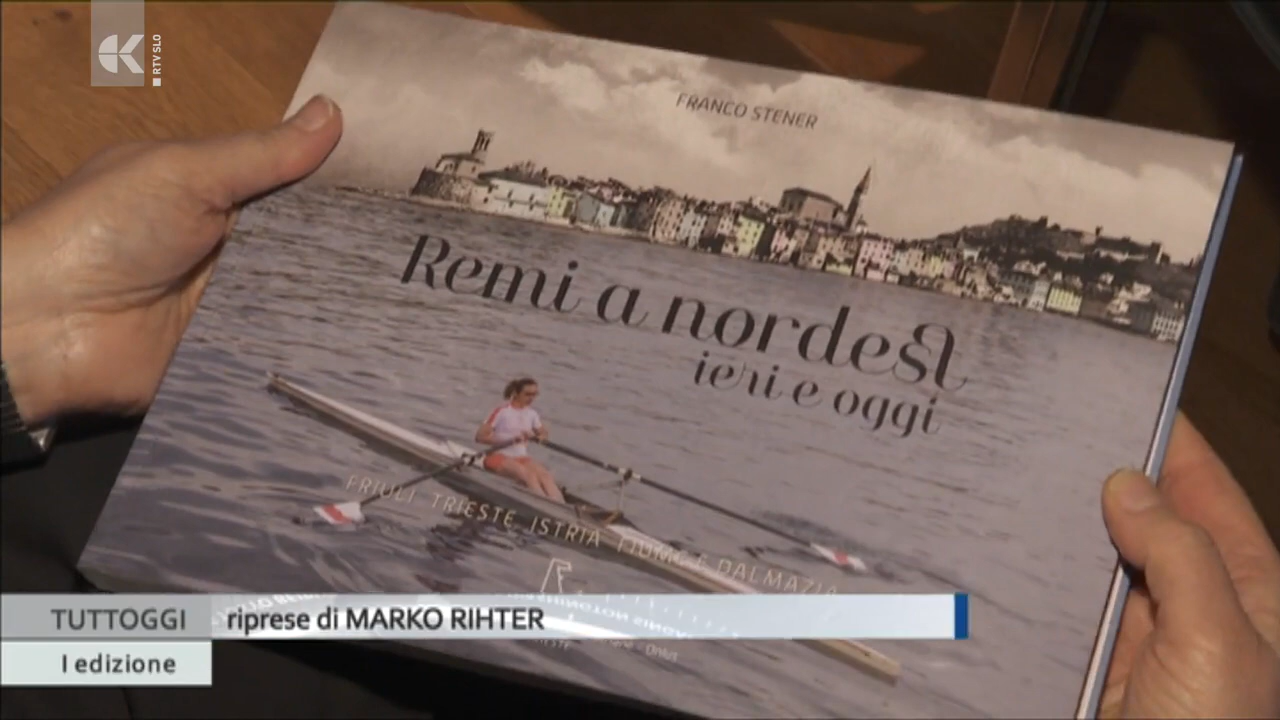 RTV SLO
FRANCO STENER
Remi a nordest
ieri e oggi
FRIULI TRIESTE ISTRIA FIUME E DALMAZIA
TUTTOGGI
riprese di MARKO RIHTER
I edizione